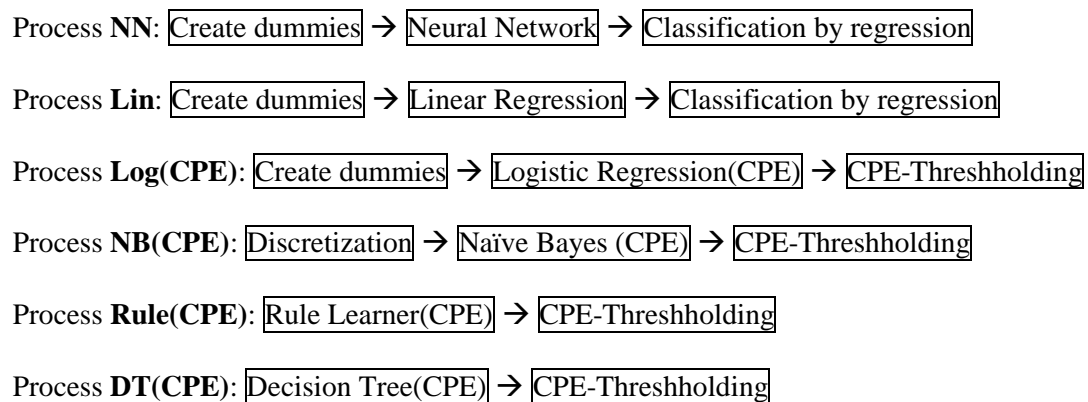 Process NN: Create dummies → Neural Network → Classification by regression
Process Lin: Create dummies → Linear Regression → Classification by regression
Process Log(CPE): Create dummies → Logistic Regression(CPE) → CPE-Threshholding
Process NB(CPE): Discretization → Naïve Bayes (CPE) → CPE-Threshholding
Process Rule(CPE): Rule Learner(CPE) → CPE-Threshholding
Process DT(CPE): Decision Tree(CPE) → CPE-Threshholding